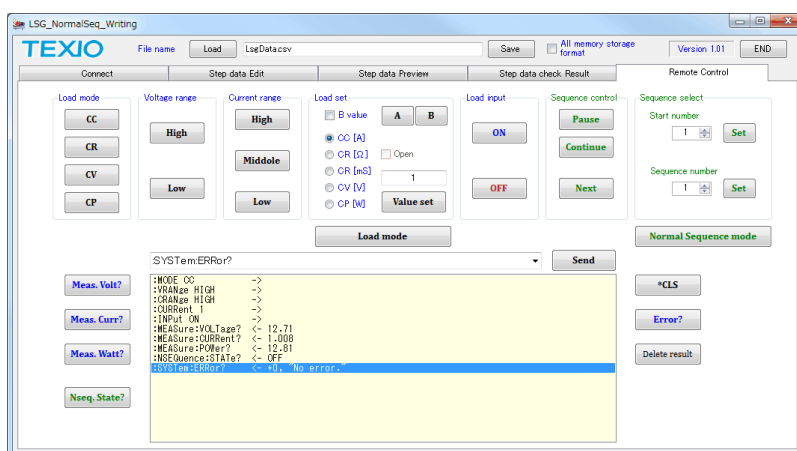 LSG_NormalSeq_Writing
TEXIO File name Load LsgData.csv Save All memory storage format Version 1.01 END
Connect Step data Edit Step data Preview Step data check Result Remote Control
Load mode Voltage range Current range Load set Load input Sequence control Sequence select
CC High High B value A B ON Pause Start number
1 Set
CC [A]
CR Middole CR [Ω] Open Continue
CR [mS] 1 Sequence number
CV Low CV [V] OFF Next 1 Set
CP Low CP [W] Value set
Load mode Normal Sequence mode
:SYSTem:ERRor? Send
Meas. Volt? *CLS
Meas. Curr? Error?
Meas. Watt? Delete result
Nseq. State?
:MODE CC ->
:VRANge HIGH ->
:CRANge HIGH ->
:CURRent 1 ->
:INPut ON ->
:MEASure:VOLTage? <- 12.71
:MEASure:CURRent? <- 1.008
:MEASure:POWer? <- 12.81
:NSEQuence:STATe? <- OFF
:SYSTem:ERRor? <- +0, "No error."